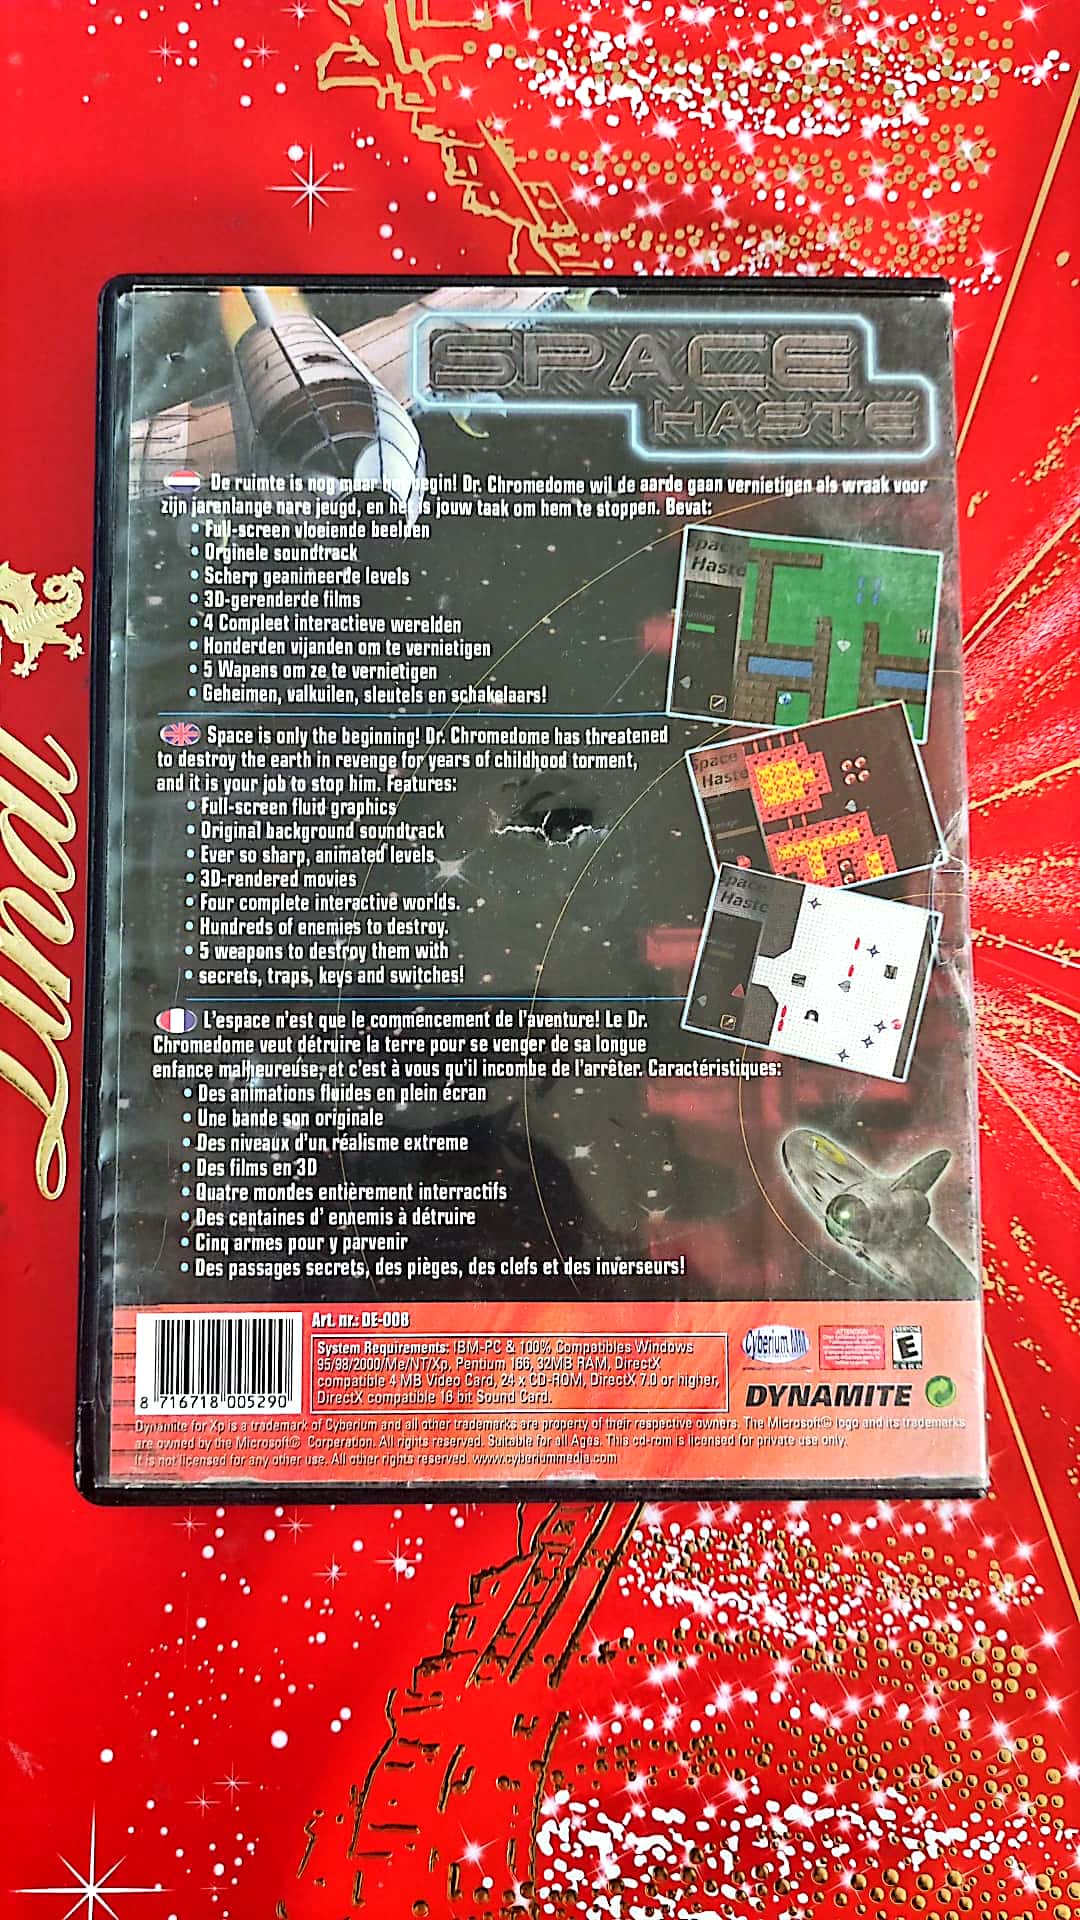 SPACE
HASTE
De ruimte is nog maar het begin! Dr. Chromedome wil de aarde gaan vernietigen als wraak voor
zijn jarenlange nare jeugd, en het is jouw taak om hem te stoppen. Bevat:
• Full-screen vloeiende beelden
• Orginele soundtrack
• Scherp geanimeerde levels
• 3D-gerenderde films
• 4 Compleet interactieve werelden
• Honderden vijanden om te vernietigen
• 5 Wapens om ze te vernietigen
• Geheimen, valkuilen, sleutels en schakelaars!
Space
Haste
Space is only the beginning! Dr. Chromedome has threatened
to destroy the earth in revenge for years of childhood torment,
and it is your job to stop him. Features:
• Full-screen fluid graphics
• Original background soundtrack
• Ever so sharp, animated levels
• 3D-rendered movies
• Four complete interactive worlds.
• Hundreds of enemies to destroy.
• 5 weapons to destroy them with
• secrets, traps, keys and switches!
Space
Haste
Space
Haste
L'espace n'est que le commencement de l'aventure! Le Dr.
Chromedome veut détruire la terre pour se venger de sa longue
enfance malheureuse, et c'est à vous qu'il incombe de l'arrêter. Caractéristiques:
• Des animations fluides en plein écran
• Une bande son originale
• Des niveaux d'un réalisme extreme
• Des films en 3D
• Quatre mondes entièrement interractifs
• Des centaines d' ennemis à détruire
• Cinq armes pour y parvenir
• Des passages secrets, des pièges, des clefs et des inverseurs!
Art. nr.: DE-008
System Requirements: IBM-PC & 100% Compatibles Windows
95/98/2000/Me/NT/Xp, Pentium 166, 32MB RAM, DirectX
compatible 4 MB Video Card, 24 x CD-ROM, DirectX 7.0 or higher,
DirectX compatible 16 bit Sound Card.
8 716718 005290
Cyberium MM
ATTENTION
E
DYNAMITE
Dynamite for Xp is a trademark of Cyberium and all other trademarks are property of their respective owners. The Microsoft© logo and its trademarks
are owned by the Microsoft© Corperation. All rights reserved. Suitable for all Ages. This cd-rom is licensed for private use only.
It is not licensed for any other use. All other rights reserved. www.cyberiummedia.com
Lindt